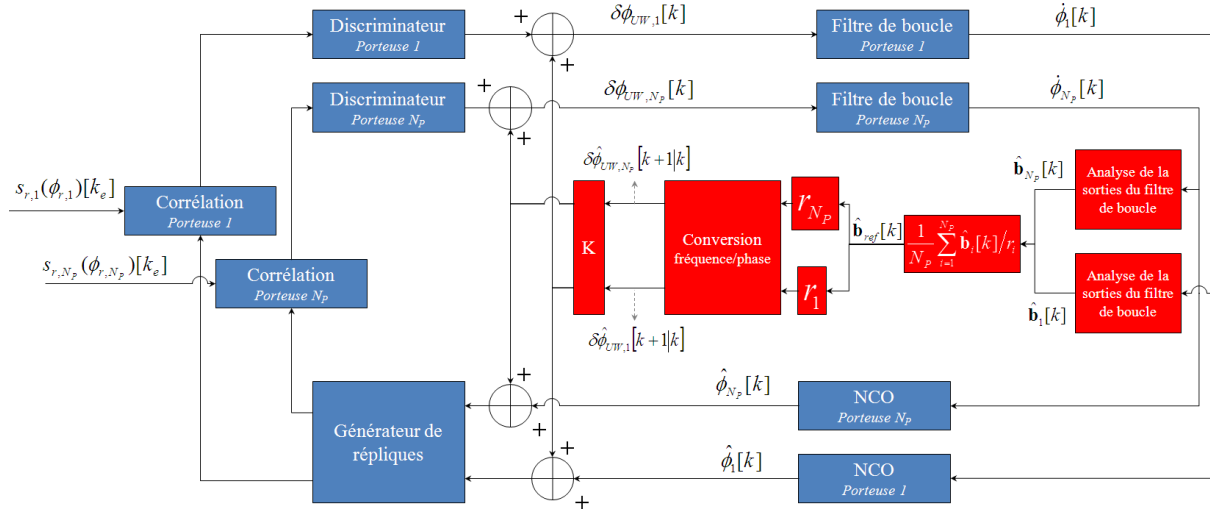 Discriminateur
Porteuse 1
+
+
δϕ_{UW,1}[k]
Filtre de boucle
Porteuse 1
ϕ̇_1[k]
Discriminateur
Porteuse N_P
+
+
δϕ_{UW,N_P}[k]
Filtre de boucle
Porteuse N_P
ϕ̇_{N_P}[k]
s_{r,1}(ϕ_{r,1})[k_e]
Corrélation
Porteuse 1
s_{r,N_P}(ϕ_{r,N_P})[k_e]
Corrélation
Porteuse N_P
δϕ̂_{UW,N_P}[k+1|k]
K
Conversion
fréquence/phase
r_{N_P}
r_1
b̂_{ref}[k]
1/N_P ∑_{i=1}^{N_P} b̂_i[k]/r_i
b̂_{N_P}[k]
Analyse de la
sorties du filtre
de boucle
b̂_1[k]
Analyse de la
sorties du filtre
de boucle
δϕ̂_{UW,1}[k+1|k]
Générateur de
répliques
+
+
ϕ̂_{N_P}[k]
NCO
Porteuse N_P
+
+
ϕ̂_1[k]
NCO
Porteuse 1